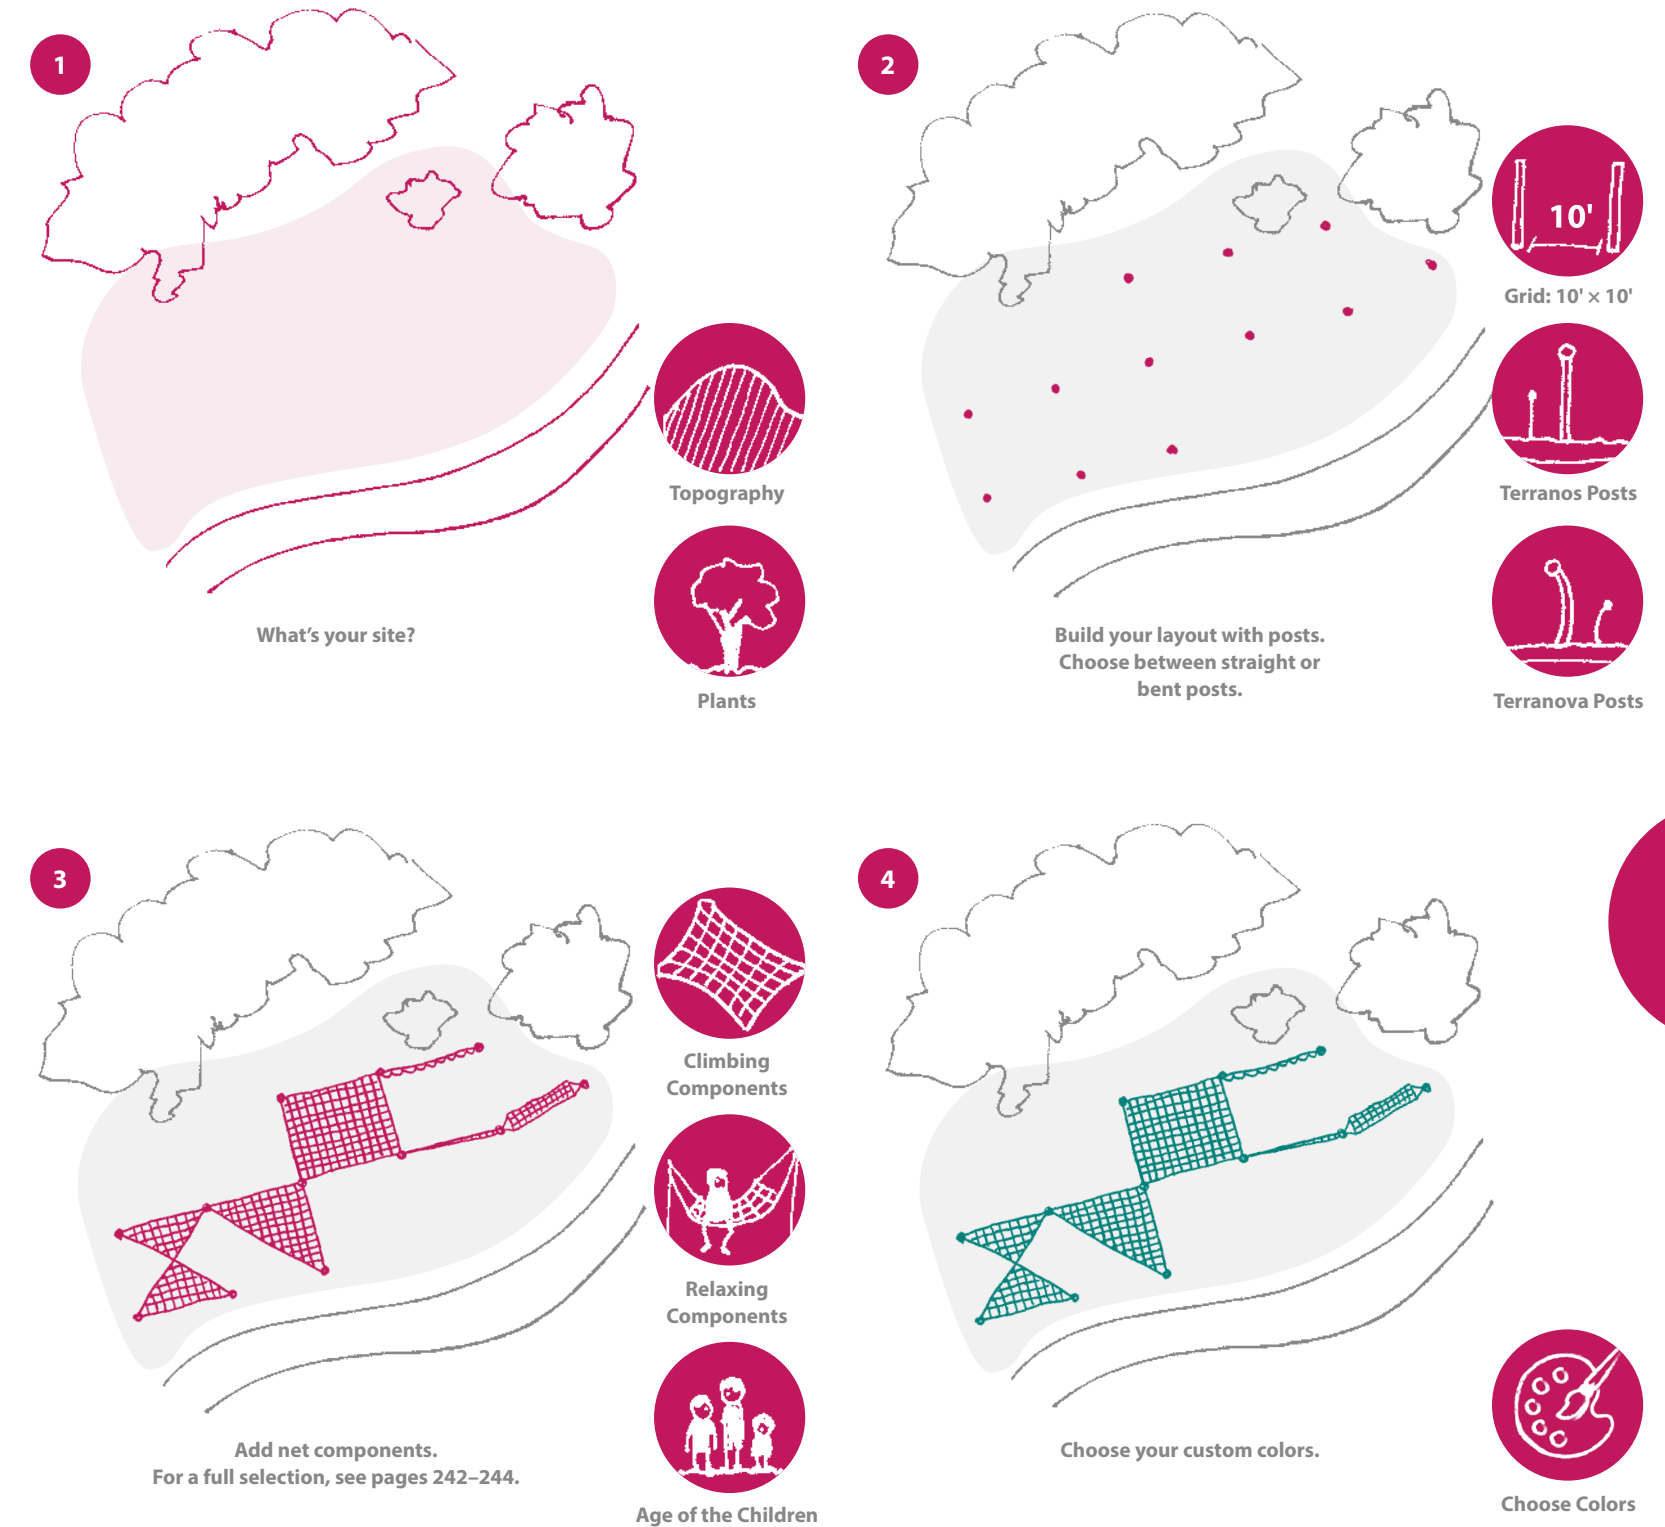 1
Topography
Plants
What's your site?
2
10'
Grid: 10' × 10'
Terranos Posts
Terranova Posts
Build your layout with posts.
Choose between straight or
bent posts.
3
Climbing
Components
Relaxing
Components
Age of the Children
Add net components.
For a full selection, see pages 242–244.
4
Choose your custom colors.
Choose Colors